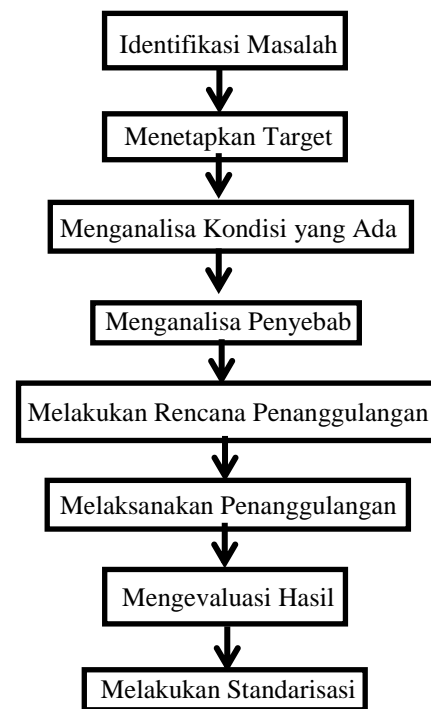 Identifikasi Masalah
Menetapkan Target
Menganalisa Kondisi yang Ada
Menganalisa Penyebab
Melakukan Rencana Penanggulangan
Melaksanakan Penanggulangan
Mengevaluasi Hasil
Melakukan Standarisasi